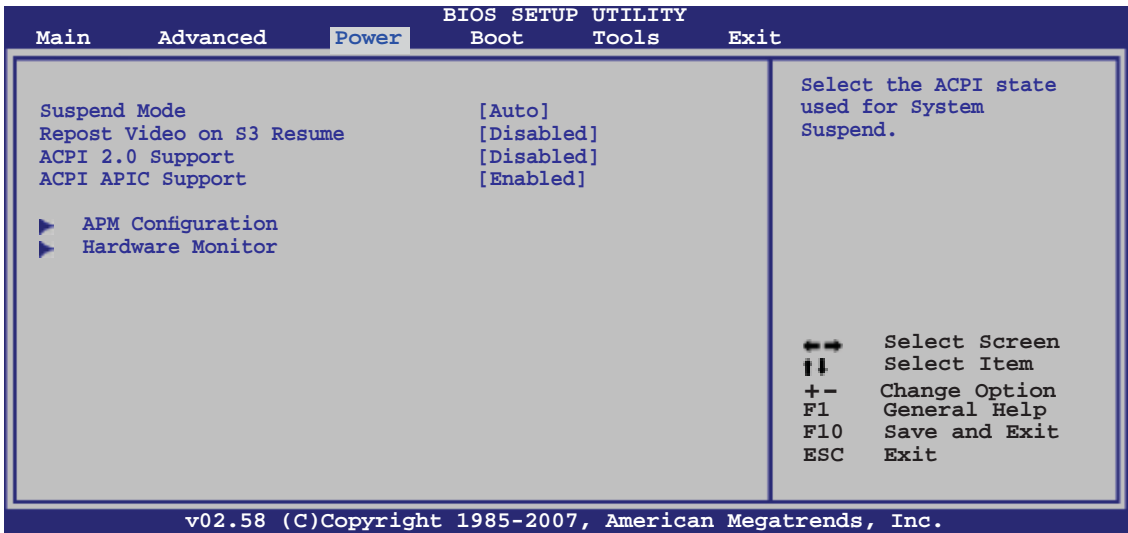 BIOS SETUP UTILITY
Main Advanced Power Boot Tools Exit
Suspend Mode [Auto]
Repost Video on S3 Resume [Disabled]
ACPI 2.0 Support [Disabled]
ACPI APIC Support [Enabled]
APM Configuration
Hardware Monitor
Select the ACPI state
used for System
Suspend.
←→ Select Screen
↑↓ Select Item
+- Change Option
F1 General Help
F10 Save and Exit
ESC Exit
v02.58 (C)Copyright 1985-2007, American Megatrends, Inc.